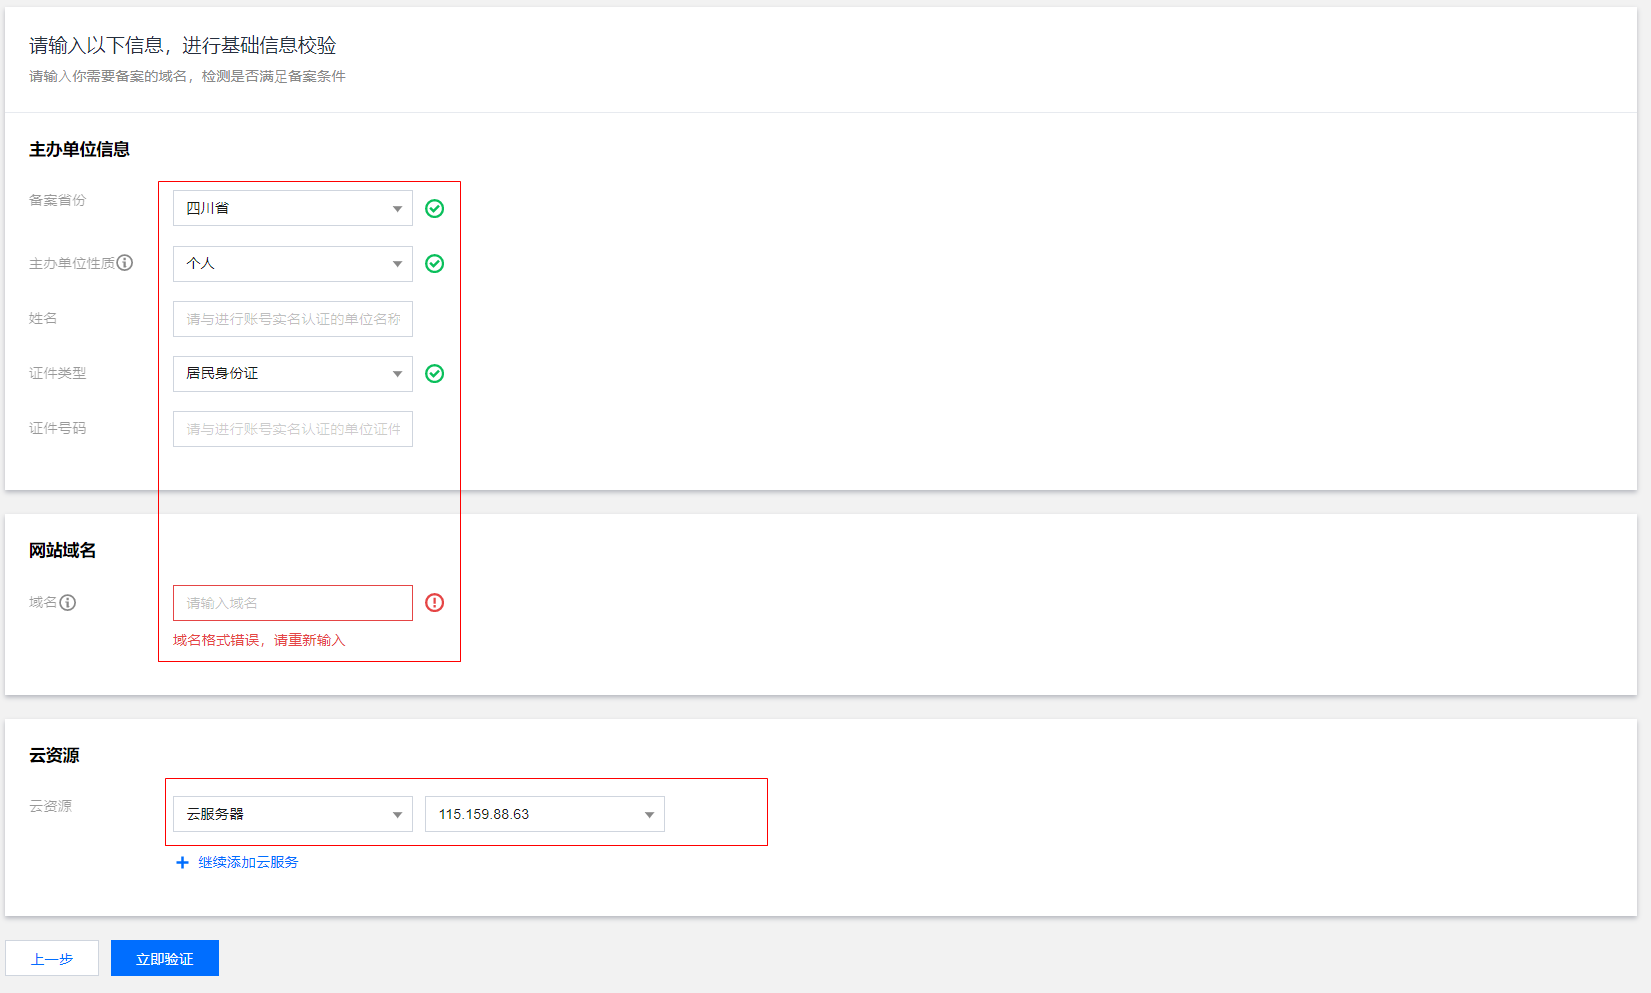 请输入以下信息，进行基础信息校验
请输入你需要备案的域名，检测是否满足备案条件
主办单位信息
备案省份 四川省
主办单位性质 个人
姓名 请与进行账号实名认证的单位名称
证件类型 居民身份证
证件号码 请与进行账号实名认证的单位证件
网站域名
域名 请输入域名
域名格式错误，请重新输入
云资源
云资源 云服务器 115.159.88.63
继续添加云服务
上一步 立即验证